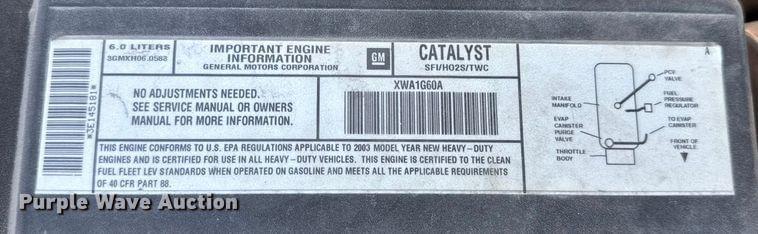 6.0 LITERS
3GMXH06.0583
IMPORTANT ENGINE
INFORMATION
GENERAL MOTORS CORPORATION
GM
CATALYST
SFI/HO2S/TWC
*3E145181*
NO ADJUSTMENTS NEEDED.
SEE SERVICE MANUAL OR OWNERS
MANUAL FOR MORE INFORMATION.
XWA1G60A
THIS ENGINE CONFORMS TO U.S. EPA REGULATIONS APPLICABLE TO 2003 MODEL YEAR NEW HEAVY-DUTY
ENGINES AND IS CERTIFIED FOR USE IN ALL HEAVY-DUTY VEHICLES. THIS ENGINE IS CERTIFIED TO THE CLEAN
FUEL FLEET LEV STANDARDS WHEN OPERATED ON GASOLINE AND MEETS ALL THE APPLICABLE REQUIREMENTS
OF 40 CFR PART 88.
A
PCV
VALVE
INTAKE
MANIFOLD
FUEL
PRESSURE
REGULATOR
EVAP
CANISTER
PURGE
VALVE
TO EVAP
CANISTER
THROTTLE
BODY
FRONT OF
VEHICLE
Purple Wave Auction